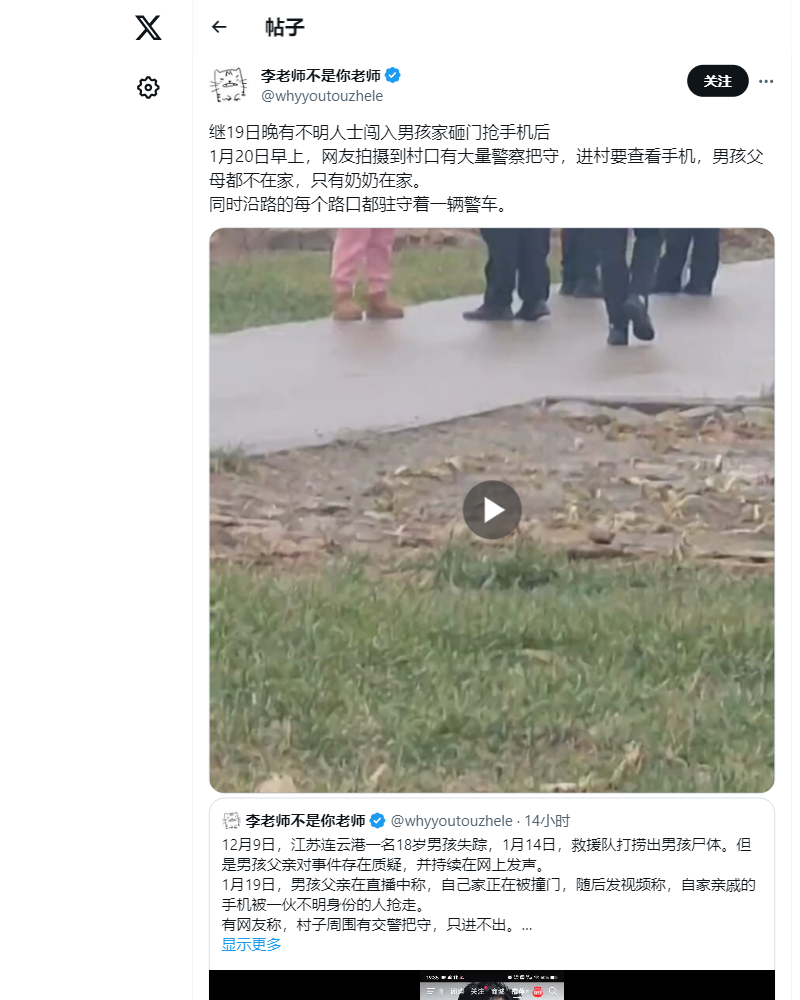 帖子
李老师不是你老师
@whyyoutouzhele
关注
继19日晚有不明人士闯入男孩家砸门抢手机后
1月20日早上，网友拍摄到村口有大量警察把守，进村要查看手机，男孩父
母都不在家，只有奶奶在家。
同时沿路的每个路口都驻守着一辆警车。
李老师不是你老师 @whyyoutouzhele · 14小时
12月9日，江苏连云港一名18岁男孩失踪，1月14日，救援队打捞出男孩尸体。但
是男孩父亲对事件存在质疑，并持续在网上发声。
1月19日，男孩父亲在直播中称，自己家正在被撞门，随后发视频称，自家亲戚的
手机被一伙不明身份的人抢走。
有网友称，村子周围有交警把守，只进不出。...
显示更多
关注 商城